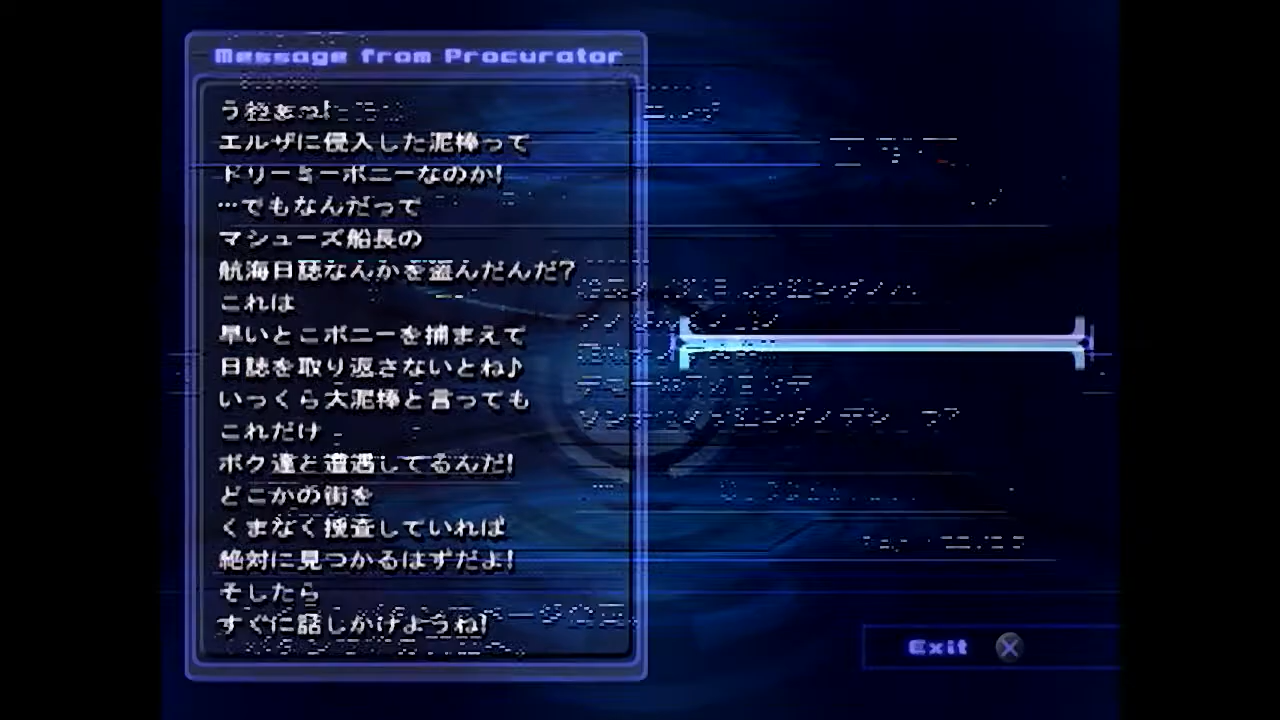 Message from Procurator
エルザに侵入した泥棒って
ドリーミーボニーなのか!
…でもなんだって
マシューズ船長の
航海日誌なんかを盗んだんだ?
これは
早いとこボニーを捕まえて
日誌を取り返さないとね♪
いっくら大泥棒と言っても
これだけ
ボク達と遭遇してるんだ!
どこかの街を
くまなく捜査していれば
絶対に見つかるはずだよ!
そしたら
すぐに話しかけようね!
Exit